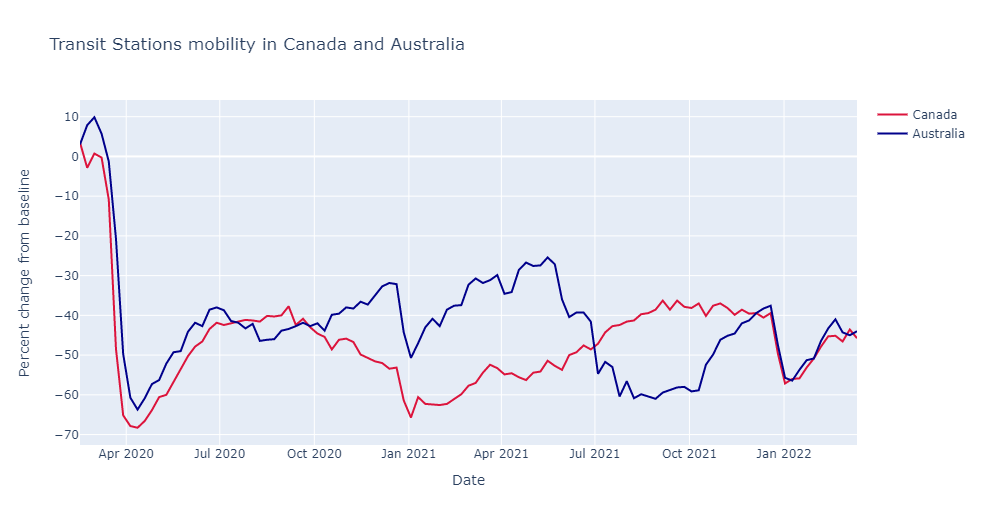 Transit Stations mobility in Canada and Australia
Canada
Australia
Percent change from baseline
10
0
−10
−20
−30
−40
−50
−60
−70
Apr 2020
Jul 2020
Oct 2020
Jan 2021
Apr 2021
Jul 2021
Oct 2021
Jan 2022
Date